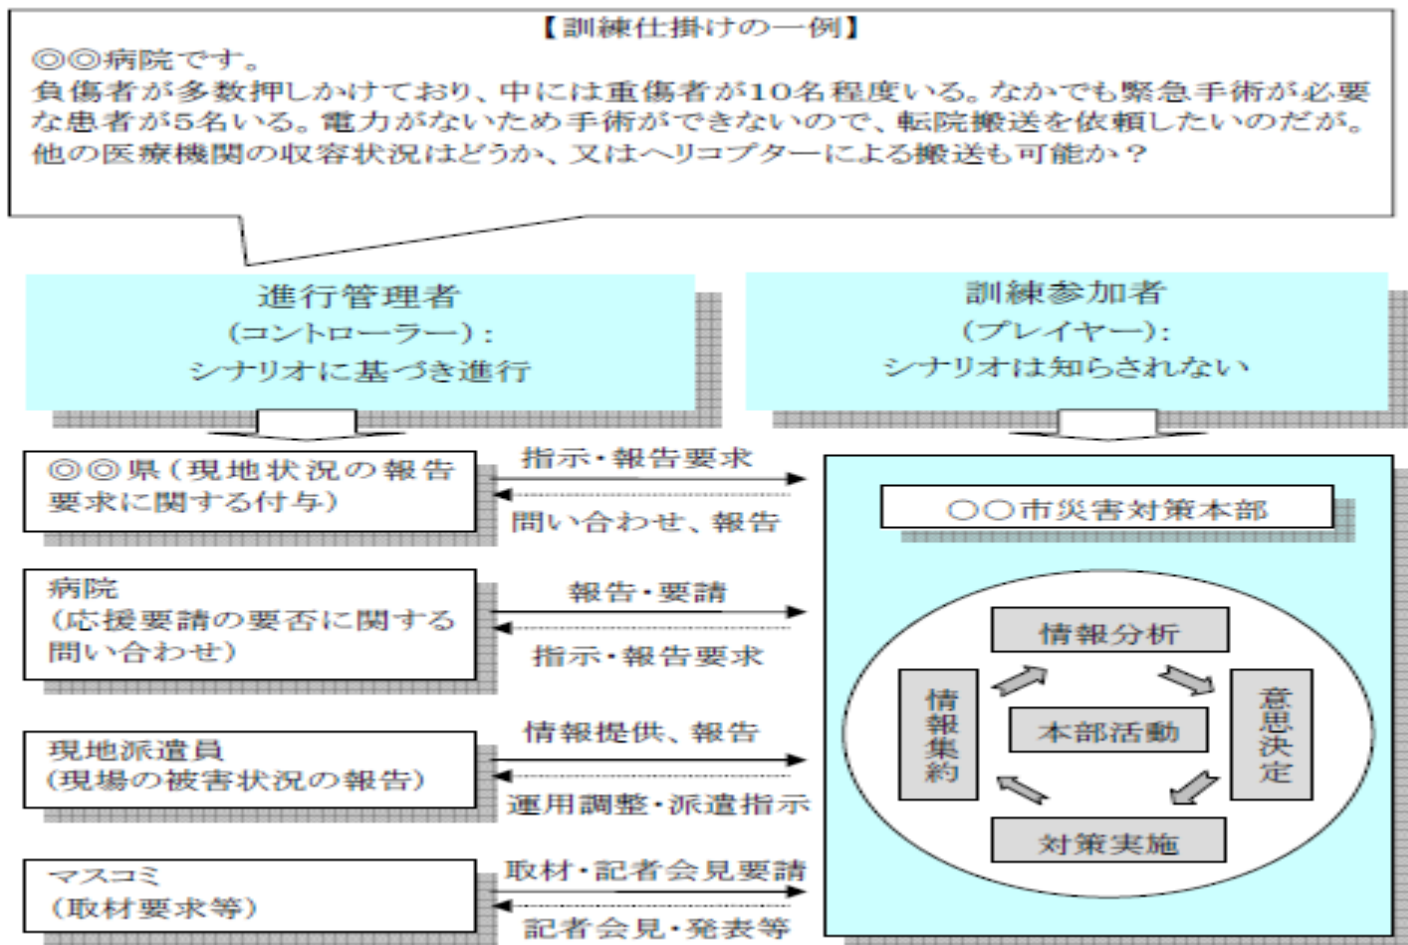 【訓練仕掛けの一例】
◎◎病院です。
負傷者が多数押しかけており、中には重傷者が10名程度いる。なかでも緊急手術が必要
な患者が5名いる。電力がないため手術ができないので、転院搬送を依頼したいのだが。
他の医療機関の収容状況はどうか、又はヘリコプターによる搬送も可能か？
進行管理者
(コントローラー)：
シナリオに基づき進行
訓練参加者
(プレイヤー)：
シナリオは知らされない
◎◎県(現地状況の報告
要求に関する付与)
指示・報告要求
問い合わせ、報告
病院
(応援要請の要否に関する
問い合わせ)
報告・要請
指示・報告要求
現地派遣員
(現場の被害状況の報告)
情報提供、報告
運用調整・派遣指示
マスコミ
(取材要求等)
取材・記者会見要請
記者会見・発表等
〇〇市災害対策本部
情報分析
情報集約
本部活動
意思決定
対策実施